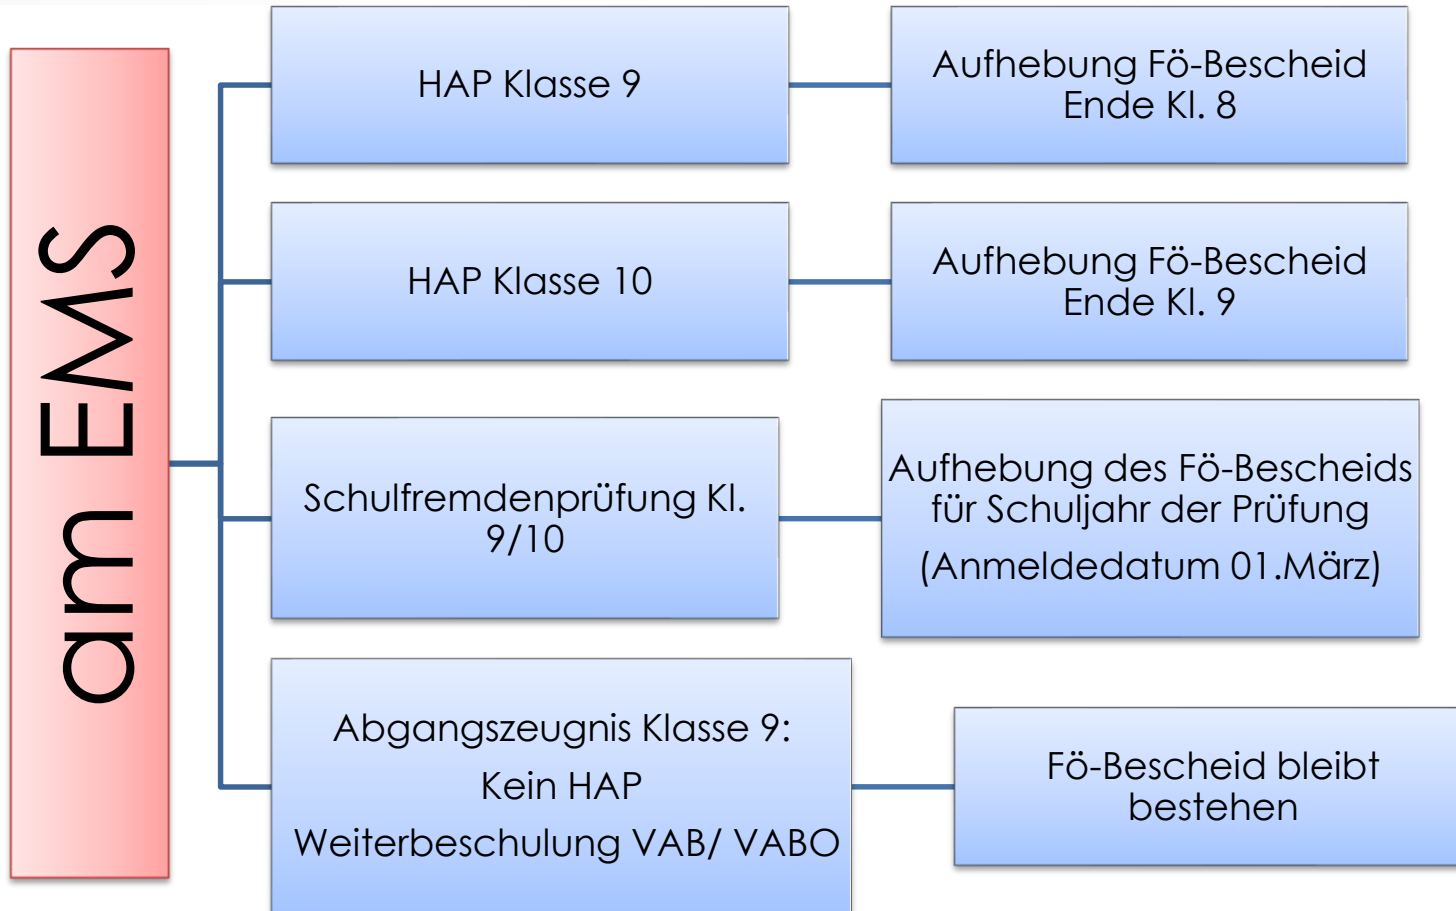 am EMS
HAP Klasse 9
Aufhebung Fö-Bescheid
Ende Kl. 8
HAP Klasse 10
Aufhebung Fö-Bescheid
Ende Kl. 9
Schulfremdenprüfung Kl.
9/10
Aufhebung des Fö-Bescheids
für Schuljahr der Prüfung
(Anmeldedatum 01.März)
Abgangszeugnis Klasse 9:
Kein HAP
Weiterbeschulung VAB/ VABO
Fö-Bescheid bleibt
bestehen